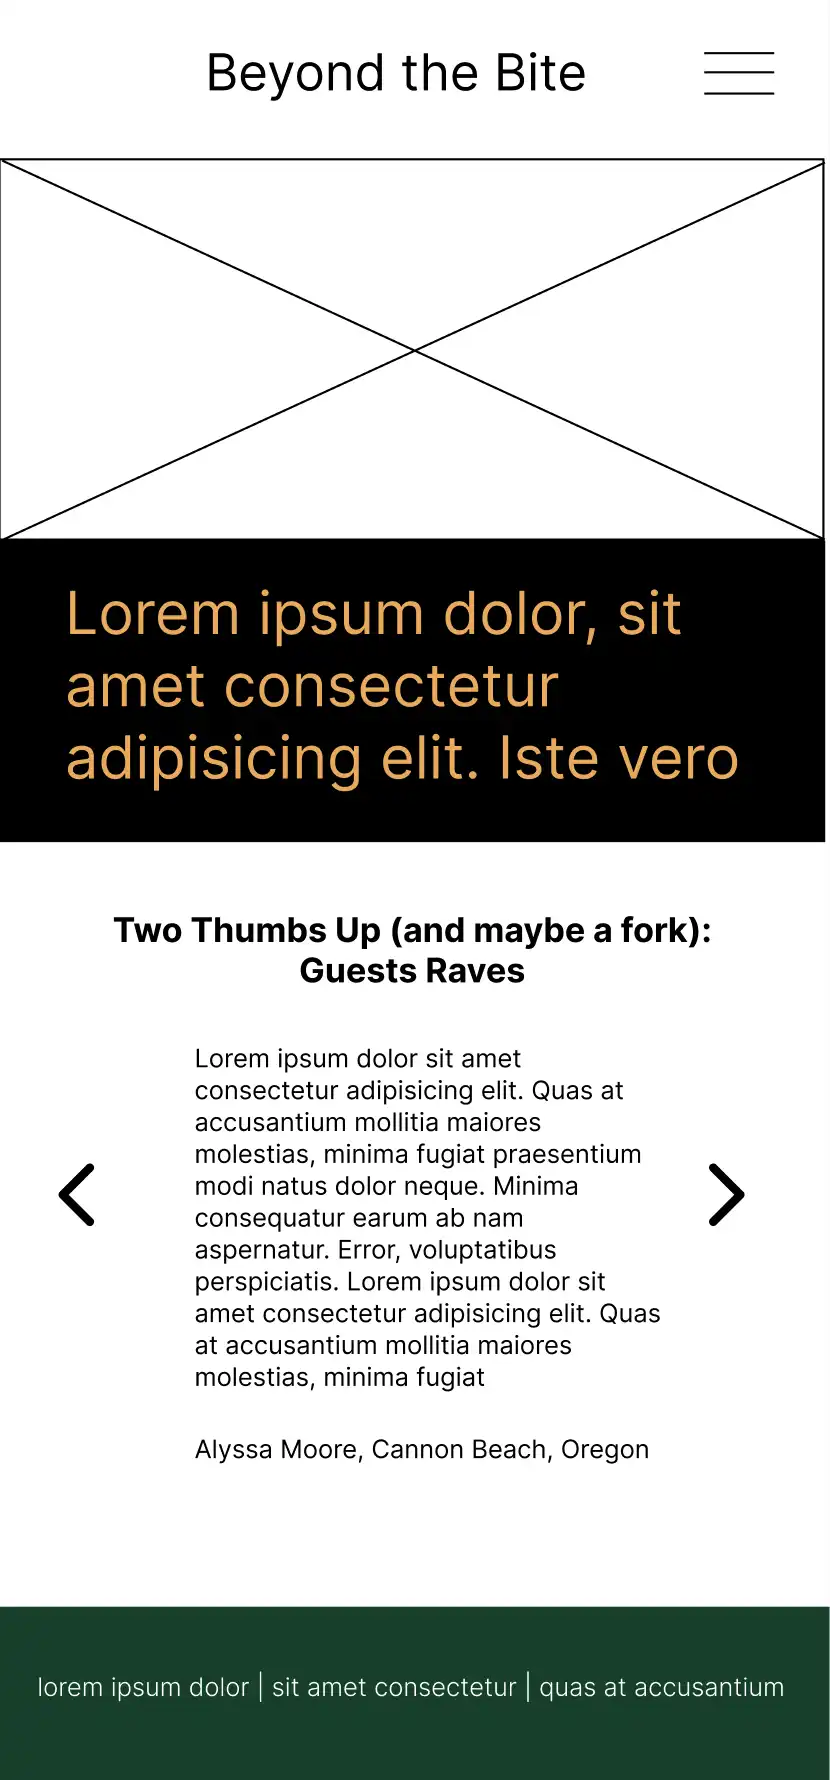 Beyond the Bite
Lorem ipsum dolor, sit
amet consectetur
adipisicing elit. Iste vero
Two Thumbs Up (and maybe a fork):
Guests Raves
Lorem ipsum dolor sit amet
consectetur adipisicing elit. Quas at
accusantium mollitia maiores
molestias, minima fugiat praesentium
modi natus dolor neque. Minima
consequatur earum ab nam
aspernatur. Error, voluptatibus
perspiciatis. Lorem ipsum dolor sit
amet consectetur adipisicing elit. Quas
at accusantium mollitia maiores
molestias, minima fugiat
Alyssa Moore, Cannon Beach, Oregon
lorem ipsum dolor | sit amet consectetur | quas at accusantium